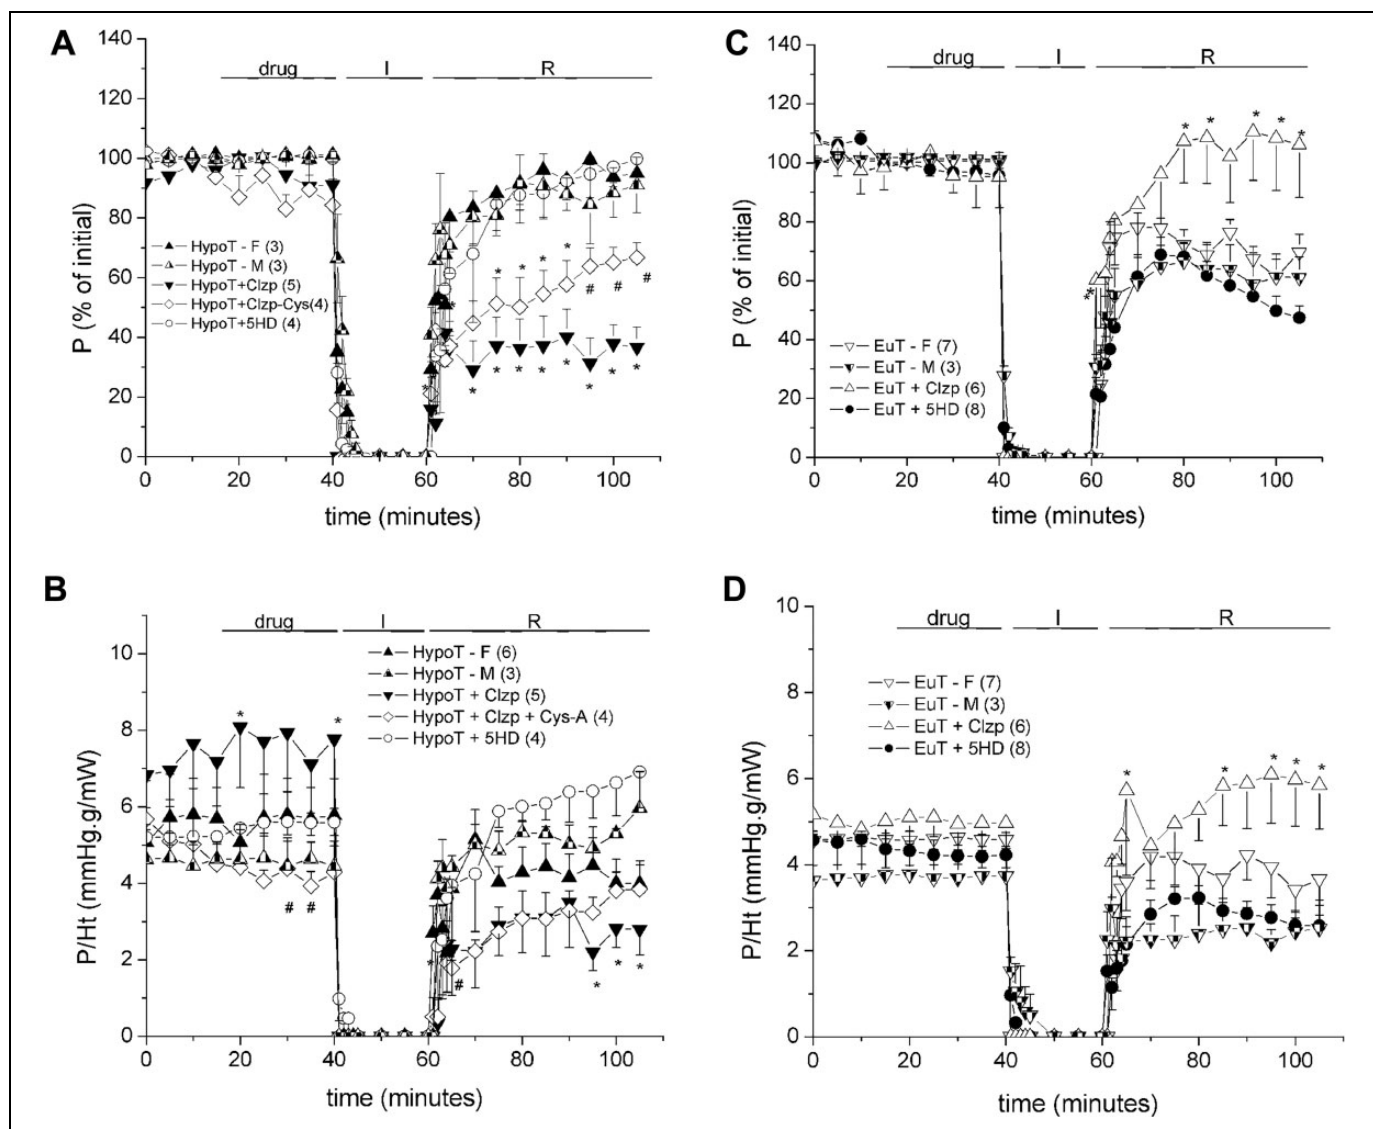 A
140
120
100
80
60
40
20
0
P (% of initial)
drug I R
HypoT - F (3)
HypoT - M (3)
HypoT+Clzp (5)
HypoT+Clzp-Cys(4)
HypoT+5HD (4)
* * * * * * * * * * * * *
# # #
0 20 40 60 80 100
time (minutes)
C
140
120
100
80
60
40
20
0
P (% of initial)
drug I R
* * * * *
* *
EuT - F (7)
EuT - M (3)
EuT + Clzp (6)
EuT + 5HD (8)
0 20 40 60 80 100
time (minutes)
B
10
8
6
4
2
0
P/Ht (mmHg.g/mW)
drug I R
HypoT - F (6)
HypoT - M (3)
HypoT + Clzp (5)
HypoT + Clzp + Cys-A (4)
HypoT + 5HD (4)
* *
# #
* # * * *
0 20 40 60 80 100
time (minutes)
D
10
8
6
4
2
0
P/Ht (mmHg.g/mW)
drug I R
EuT - F (7)
EuT - M (3)
EuT + Clzp (6)
EuT + 5HD (8)
* * * * *
0 20 40 60 80 100
time (minutes)